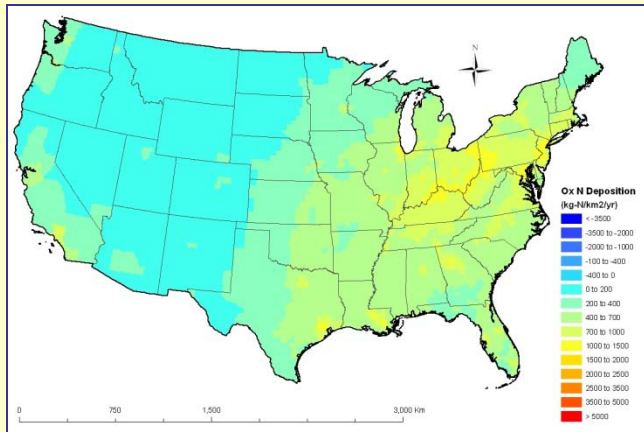 N
Ox N Deposition
(kg-N/km2/yr)
< -3500
-3500 to -2000
-2000 to -1000
-100 to -400
-400 to 0
0 to 200
200 to 400
400 to 700
700 to 1000
1000 to 1500
1500 to 2000
2000 to 2500
2500 to 3500
3500 to 5000
> 5000
0 750 1,500 3,000 Km